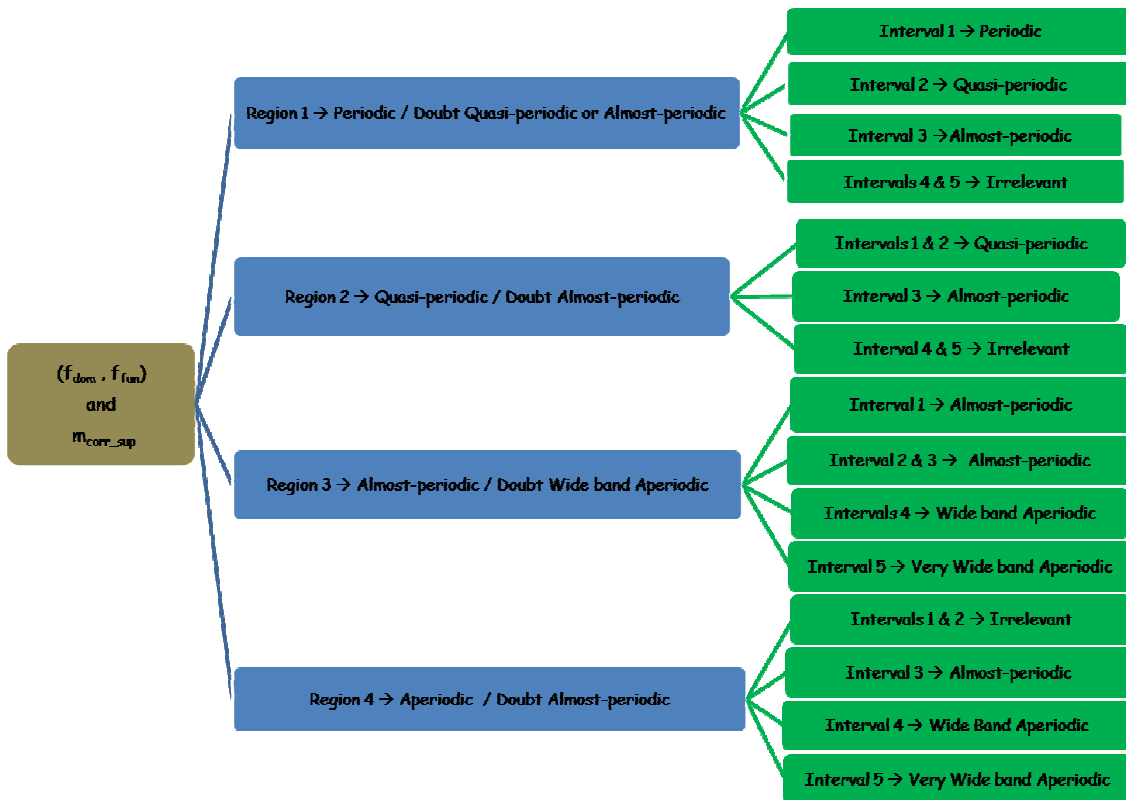 (f_dom , f_fun)
and
m_corr_sup
Region 1 → Periodic / Doubt Quasi-periodic or Almost-periodic
Interval 1 → Periodic
Interval 2 → Quasi-periodic
Interval 3 →Almost-periodic
Intervals 4 & 5 → Irrelevant
Region 2 → Quasi-periodic / Doubt Almost-periodic
Intervals 1 & 2 → Quasi-periodic
Interval 3 → Almost-periodic
Interval 4 & 5 → Irrelevant
Region 3 → Almost-periodic / Doubt Wide band Aperiodic
Interval 1 → Almost-periodic
Interval 2 & 3 → Almost-periodic
Intervals 4 → Wide band Aperiodic
Interval 5 → Very Wide band Aperiodic
Region 4 → Aperiodic / Doubt Almost-periodic
Intervals 1 & 2 → Irrelevant
Interval 3 → Almost-periodic
Interval 4 → Wide Band Aperiodic
Interval 5 → Very Wide band Aperiodic